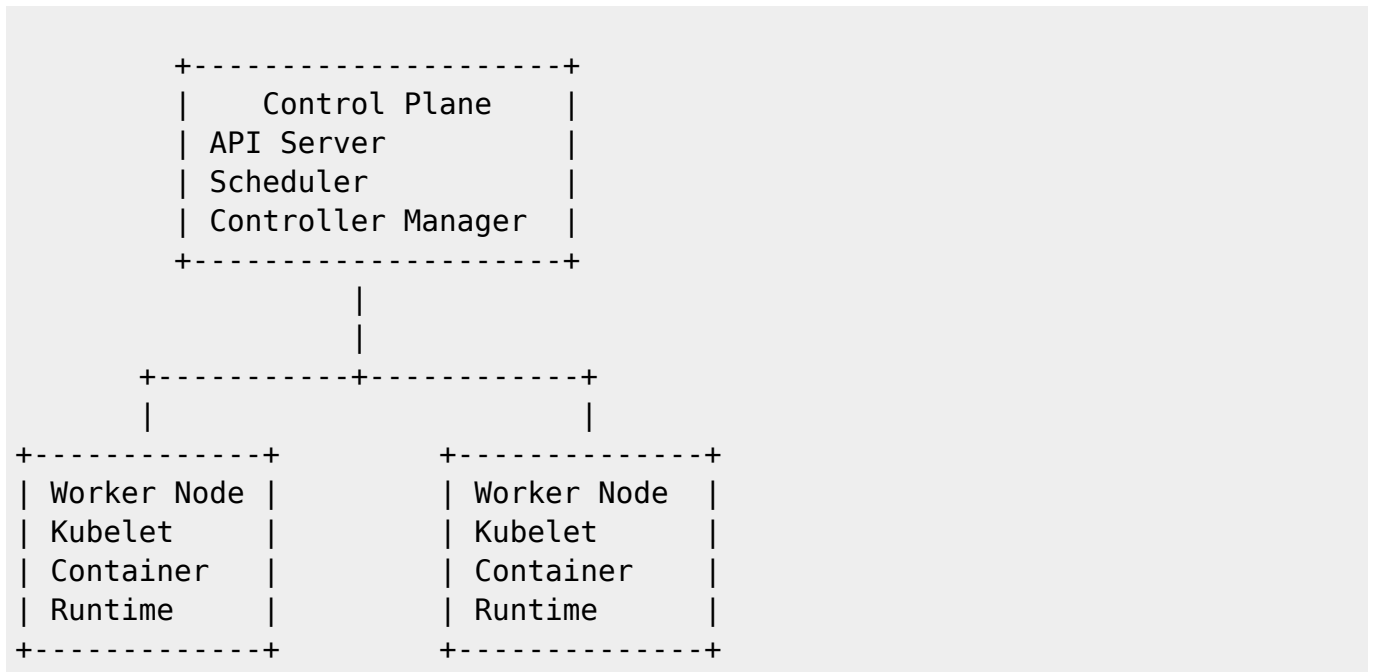 Control Plane
API Server
Scheduler
Controller Manager
Worker Node Worker Node
Kubelet Kubelet
Container Container
Runtime Runtime